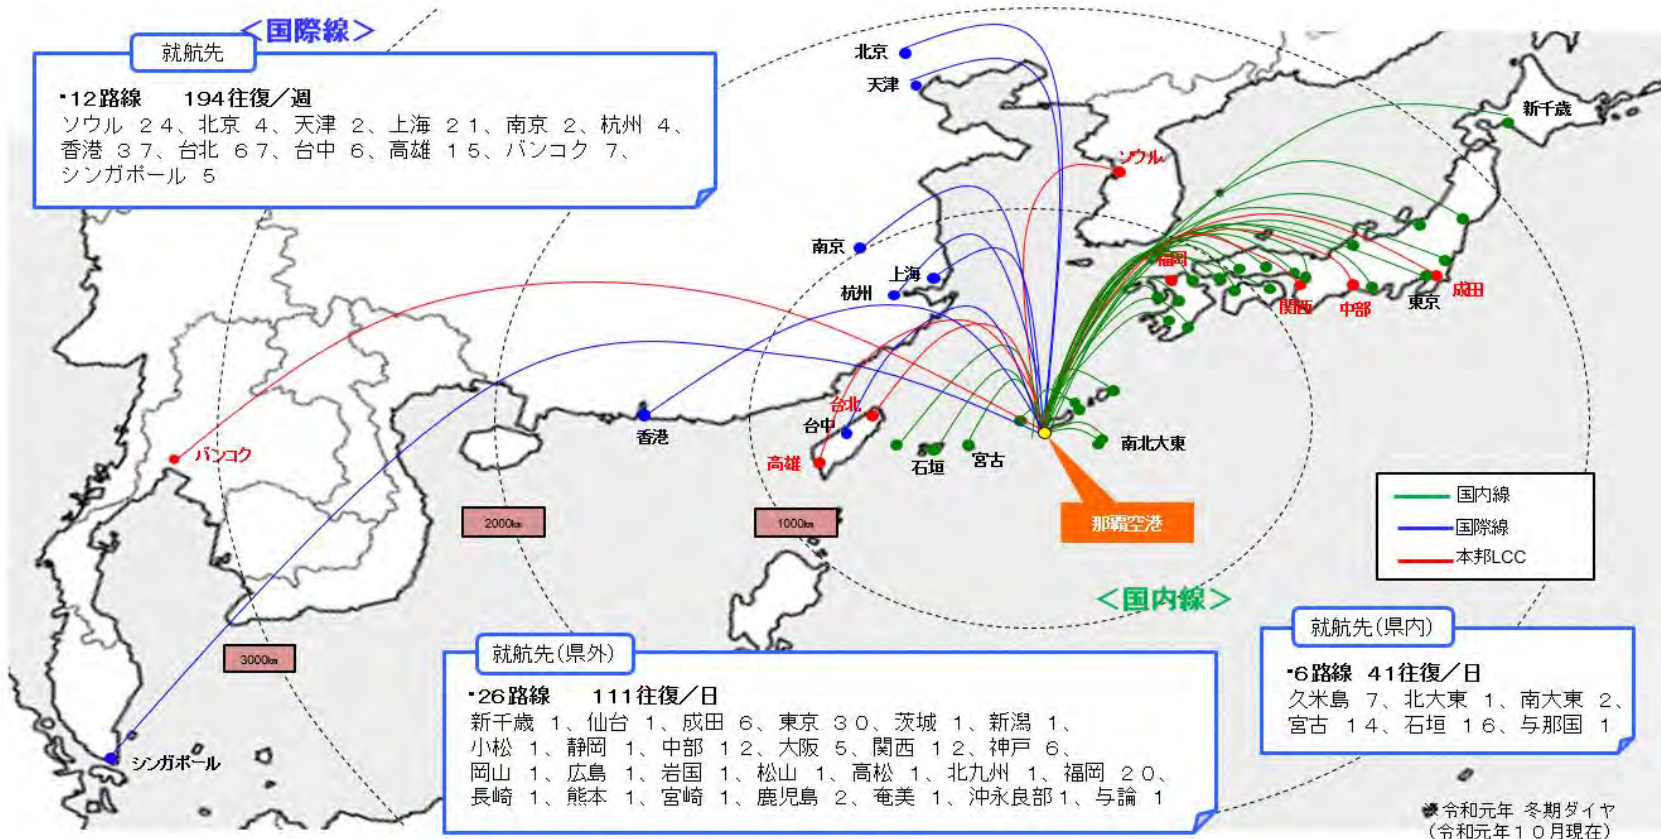 ＜国際線＞
就航先
・12路線　194往復／週
ソウル ２４、北京 ４、天津 ２、上海 ２１、南京 ２、杭州 ４、
香港 ３７、台北 ６７、台中 ６、高雄 １５、バンコク ７、
シンガポール ５
北京
天津
新千歳
ソウル
南京
上海
杭州
福岡
関西
中部
東京
成田
香港
台北
台中
高雄
石垣
宮古
南北大東
バンコク
シンガポール
那覇空港
1000km
2000km
3000km
国内線
国際線
本邦LCC
＜国内線＞
就航先(県外)
・26路線　111往復／日
新千歳 １、仙台 １、成田 ６、東京 ３０、茨城 １、新潟 １、
小松 １、静岡 １、中部 １２、大阪 ５、関西 １２、神戸 ６、
岡山 １、広島 １、岩国 １、松山 １、高松 １、北九州 １、福岡 ２０、
長崎 １、熊本 １、宮崎 １、鹿児島 ２、奄美 １、沖永良部 １、与論 １
就航先(県内)
・6路線 41往復／日
久米島 ７、北大東 １、南大東 ２、
宮古 １４、石垣 １６、与那国 １
※令和元年 冬期ダイヤ
(令和元年１０月現在)